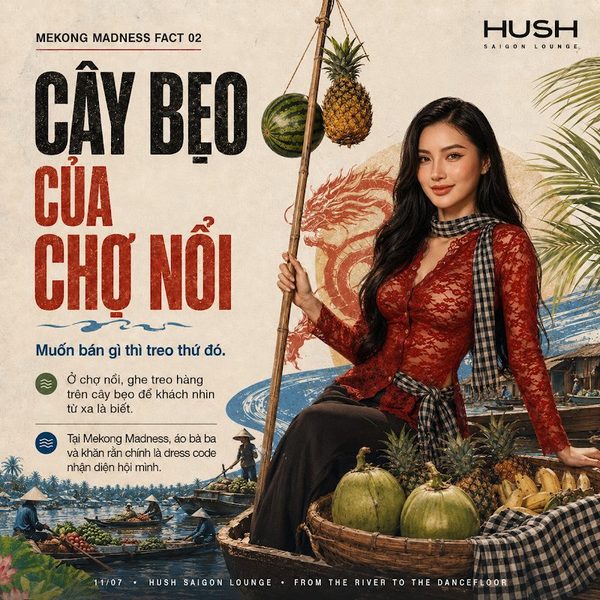 MEKONG MADNESS FACT 02
HUSH
SAIGON LOUNGE
CÂY BẸO
CỦA
CHỢ NỔI
Muốn bán gì thì treo thứ đó.
Ở chợ nổi, ghe treo hàng
trên cây bẹo để khách nhìn
từ xa là biết.
Tại Mekong Madness, áo bà ba
và khăn rằn chính là dress code
nhận diện hội mình.
11/07 • HUSH SAIGON LOUNGE • FROM THE RIVER TO THE DANCEFLOOR